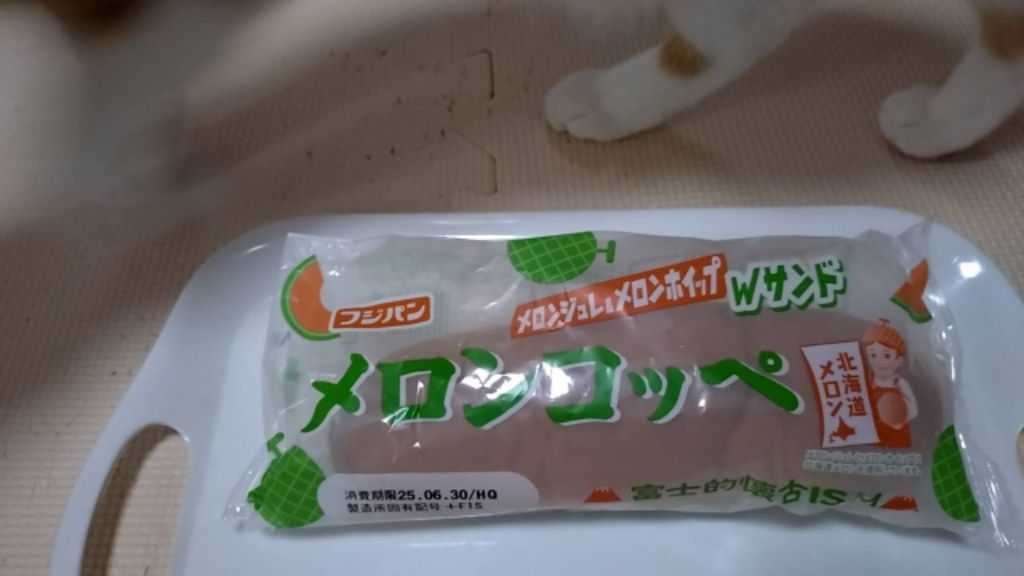 フジパン
メロンジュレ&メロンホイップ
Wサンド
メロンコッペ
北海道
メロン
消費期限25.06.30/HQ
製造所固有記号 +FIS
富士的懐古ISM